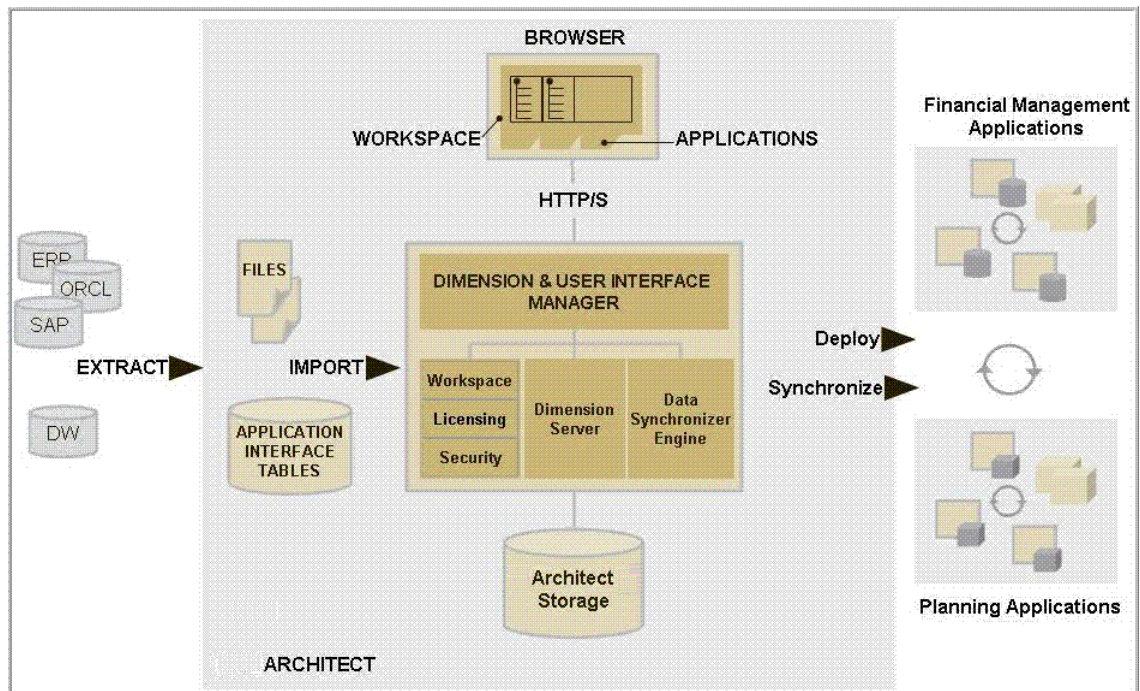 BROWSER
WORKSPACE
APPLICATIONS
HTTP/S
Financial Management
Applications
ERP
ORCL
SAP
EXTRACT
DW
FILES
IMPORT
APPLICATION
INTERFACE
TABLES
DIMENSION & USER INTERFACE
MANAGER
Workspace
Licensing
Security
Dimension
Server
Data
Synchronizer
Engine
Deploy
Synchronize
Architect
Storage
Planning Applications
ARCHITECT